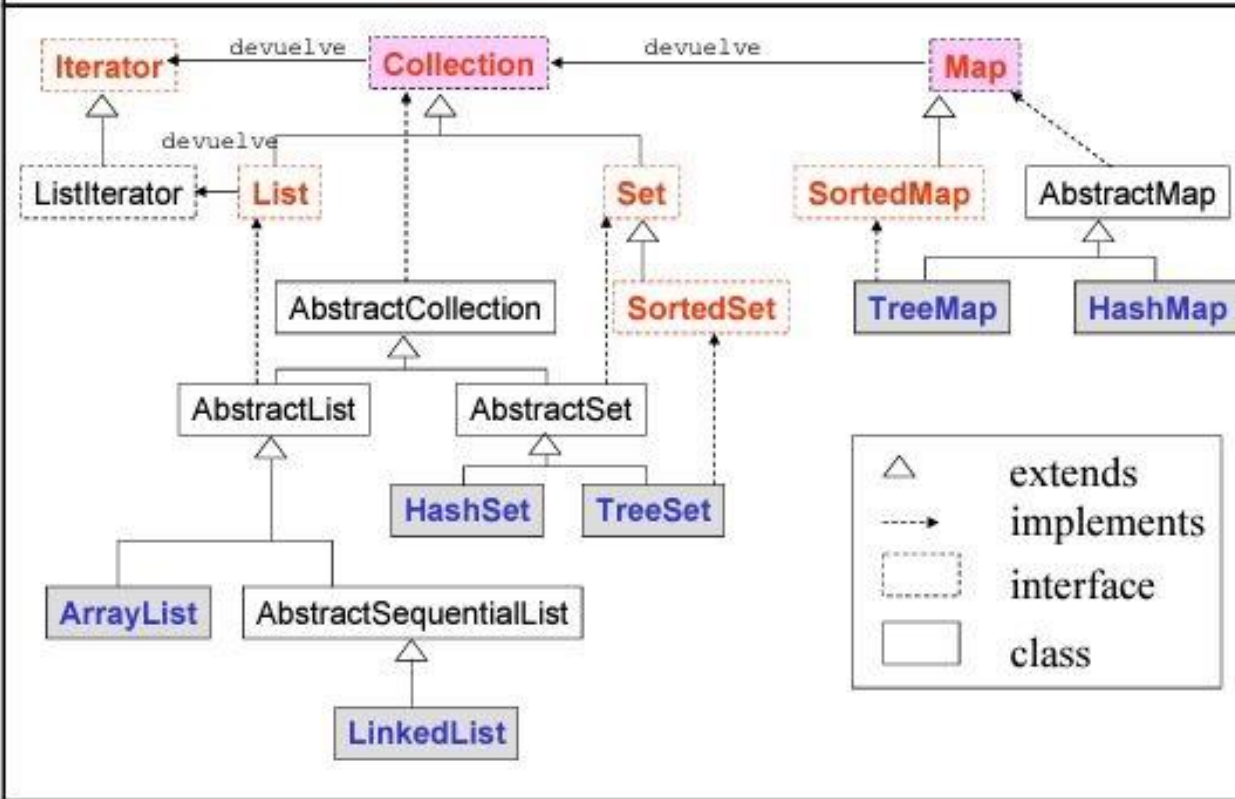 devuelve
devuelve
Iterator
Collection
Map
devuelve
ListIterator
List
Set
SortedMap
AbstractMap
AbstractCollection
SortedSet
TreeMap
HashMap
AbstractList
AbstractSet
HashSet
TreeSet
ArrayList
AbstractSequentialList
LinkedList
extends
implements
interface
class